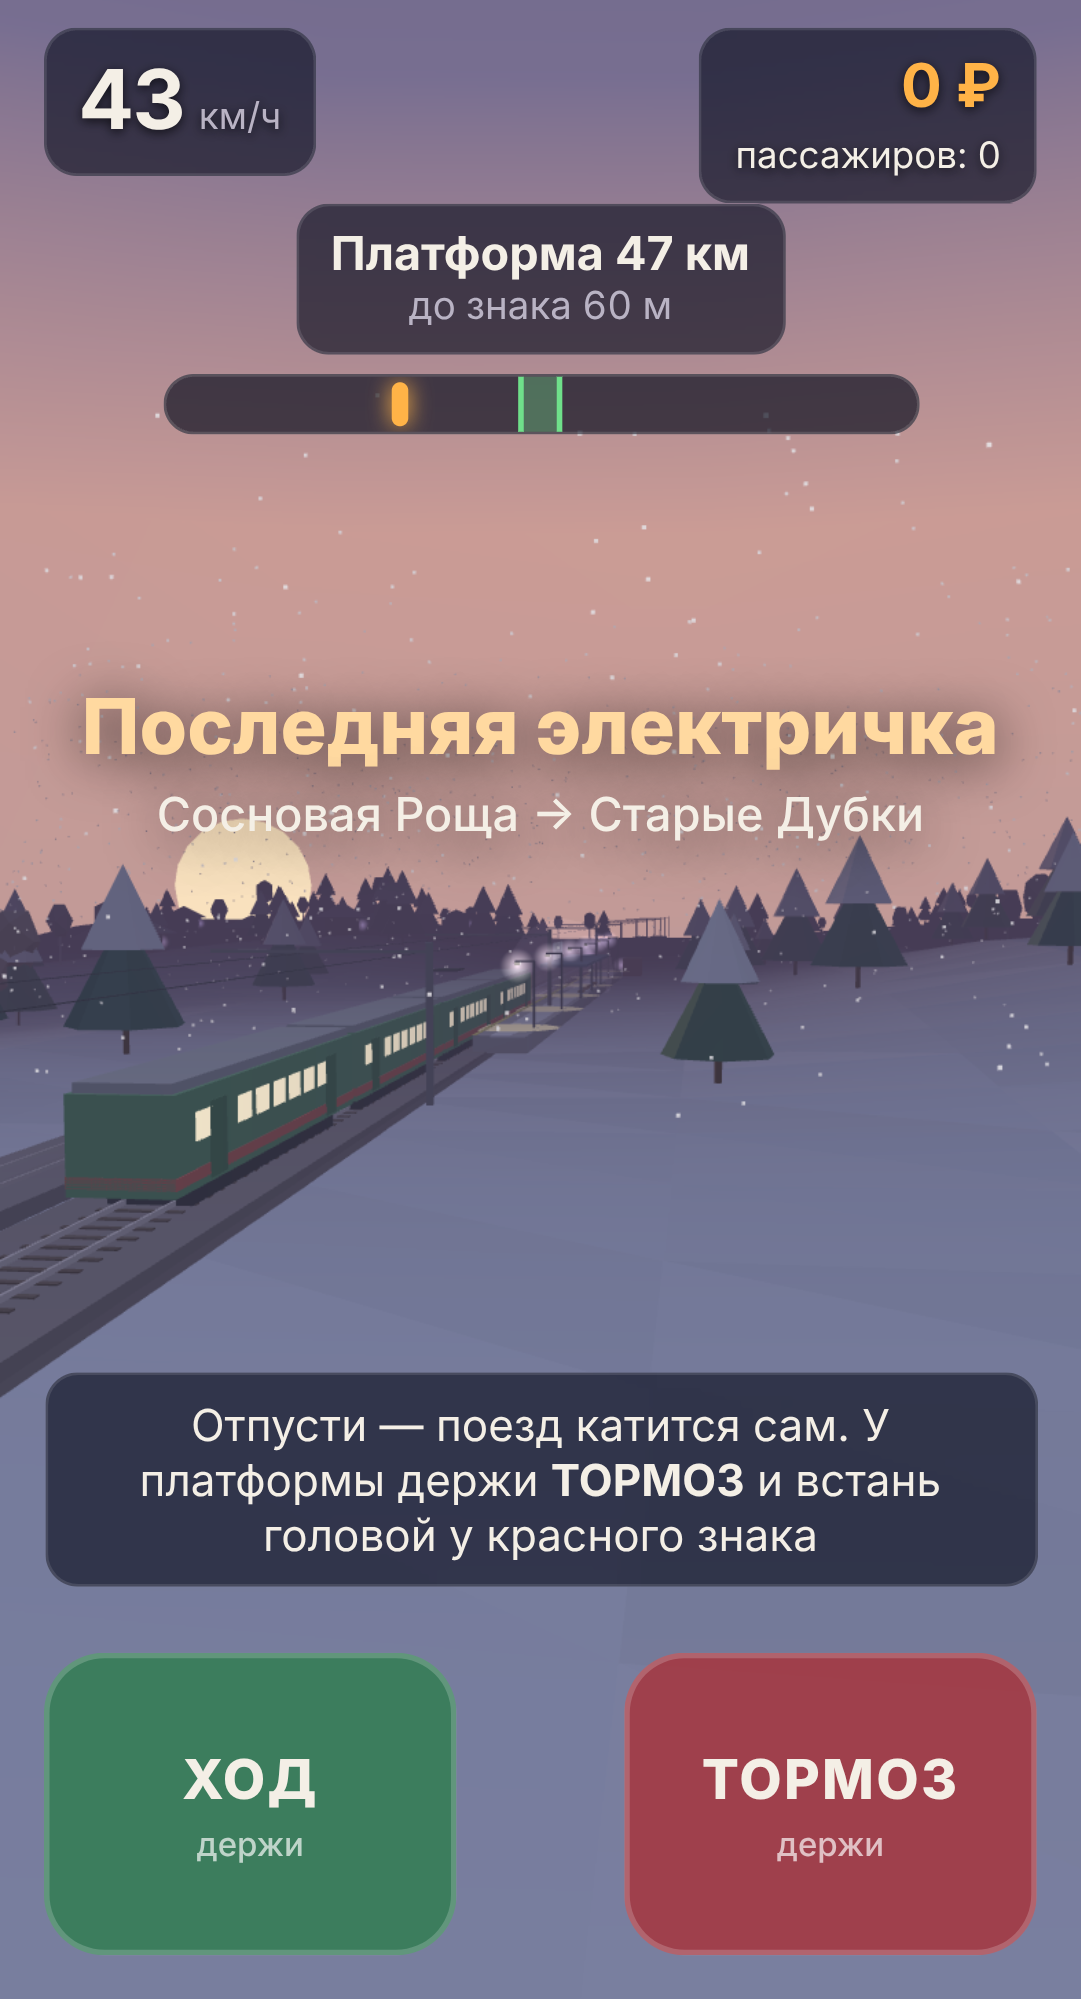 43 км/ч
0 ₽
пассажиров: 0
Платформа 47 км
до знака 60 м
Последняя электричка
Сосновая Роща → Старые Дубки
Отпусти — поезд катится сам. У
платформы держи ТОРМОЗ и встань
головой у красного знака
ХОД
держи
ТОРМОЗ
держи